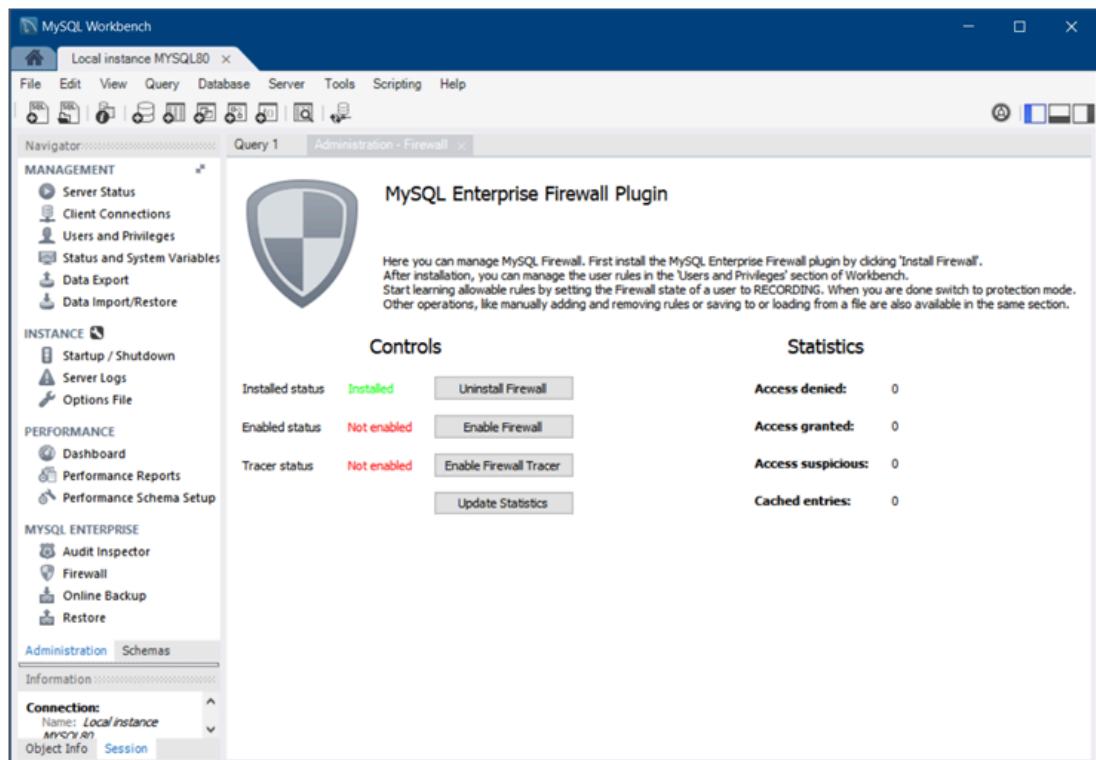 MySQL Workbench
Local instance MYSQL80
File Edit View Query Database Server Tools Scripting Help
Navigator
MANAGEMENT
Server Status
Client Connections
Users and Privileges
Status and System Variables
Data Export
Data Import/Restore
INSTANCE
Startup / Shutdown
Server Logs
Options File
PERFORMANCE
Dashboard
Performance Reports
Performance Schema Setup
MYSQL ENTERPRISE
Audit Inspector
Firewall
Online Backup
Restore
Administration Schemas
Information
Connection:
Name: Local instance
MYSQL80
Object Info Session
Query 1 Administration - Firewall
MySQL Enterprise Firewall Plugin
Here you can manage MySQL Firewall. First install the MySQL Enterprise Firewall plugin by clicking 'Install Firewall'.
After installation, you can manage the user rules in the 'Users and Privileges' section of Workbench.
Start learning allowable rules by setting the Firewall state of a user to RECORDING. When you are done switch to protection mode.
Other operations, like manually adding and removing rules or saving to or loading from a file are also available in the same section.
Controls
Installed status Installed Uninstall Firewall
Enabled status Not enabled Enable Firewall
Tracer status Not enabled Enable Firewall Tracer
Update Statistics
Statistics
Access denied: 0
Access granted: 0
Access suspicious: 0
Cached entries: 0